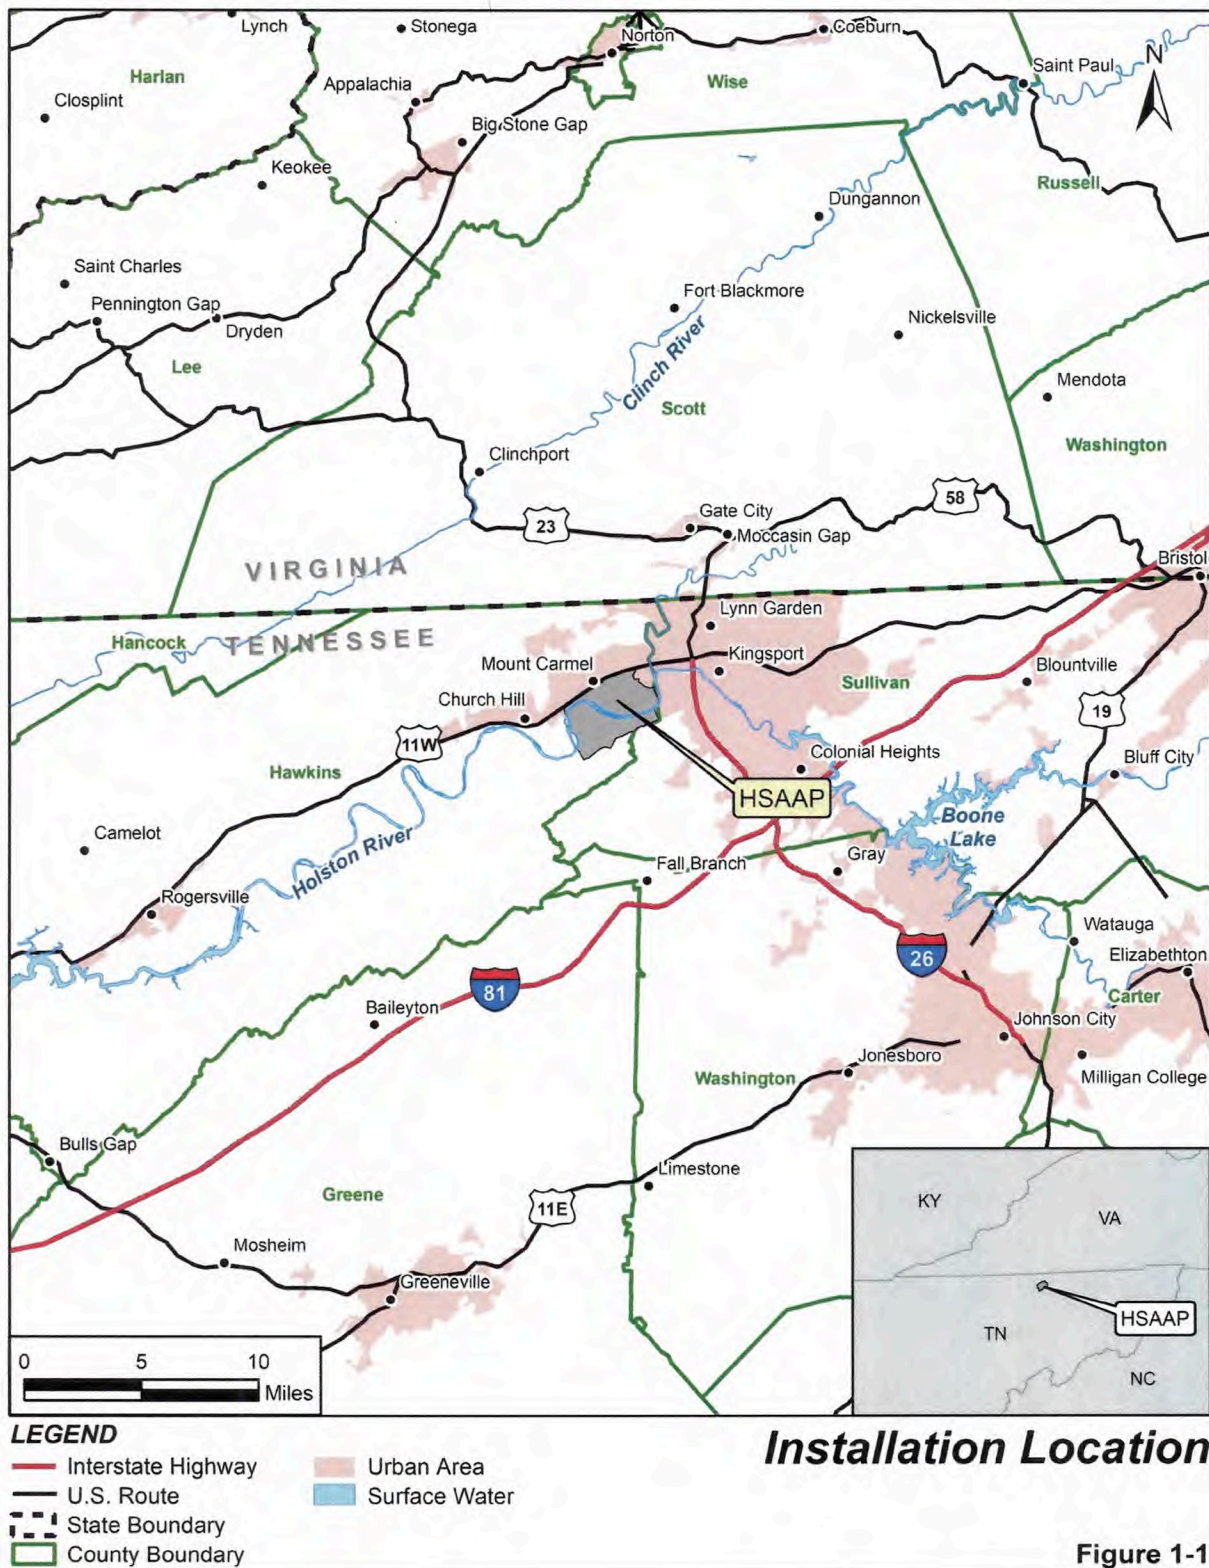 Lynch
Stonega
Norton
Coeburn
Harlan
Appalachia
Wise
Saint Paul
N
Closplint
Big Stone Gap
Keokee
Russell
Dungannon
Saint Charles
Fort Blackmore
Pennington Gap
Dryden
Nickelsville
Lee
Clinch River
Mendota
Scott
Washington
Clinchport
58
Gate City
23
Moccasin Gap
VIRGINIA
Bristol
Lynn Garden
Hancock
TENNESSEE
Kingsport
Mount Carmel
Blountville
Sullivan
Church Hill
19
11W
Colonial Heights
Bluff City
Hawkins
HSAAP
Boone
Lake
Camelot
Holston River
Fall Branch
Gray
Rogersville
Watauga
Elizabethton
26
81
Carter
Baileyton
Johnson City
Jonesboro
Washington
Milligan College
Bulls Gap
Limestone
Greene
11E
KY
VA
Mosheim
Greeneville
HSAAP
TN
NC
0 5 10
Miles
LEGEND
Installation Location
Interstate Highway
Urban Area
U.S. Route
Surface Water
State Boundary
County Boundary
Figure 1-1